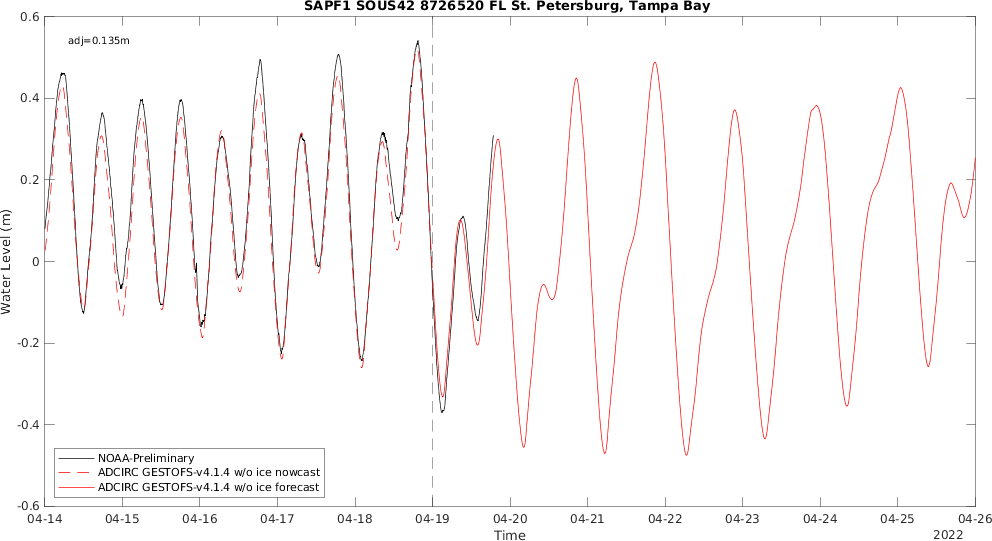 SAPF1 SOUS42 8726520 FL St. Petersburg, Tampa Bay
adj=0.135m
0.6
0.4
0.2
0
-0.2
-0.4
-0.6
Water Level (m)
NOAA-Preliminary
ADCIRC GESTOFS-v4.1.4 w/o ice nowcast
ADCIRC GESTOFS-v4.1.4 w/o ice forecast
04-14 04-15 04-16 04-17 04-18 04-19 04-20 04-21 04-22 04-23 04-24 04-25 04-26
Time
2022